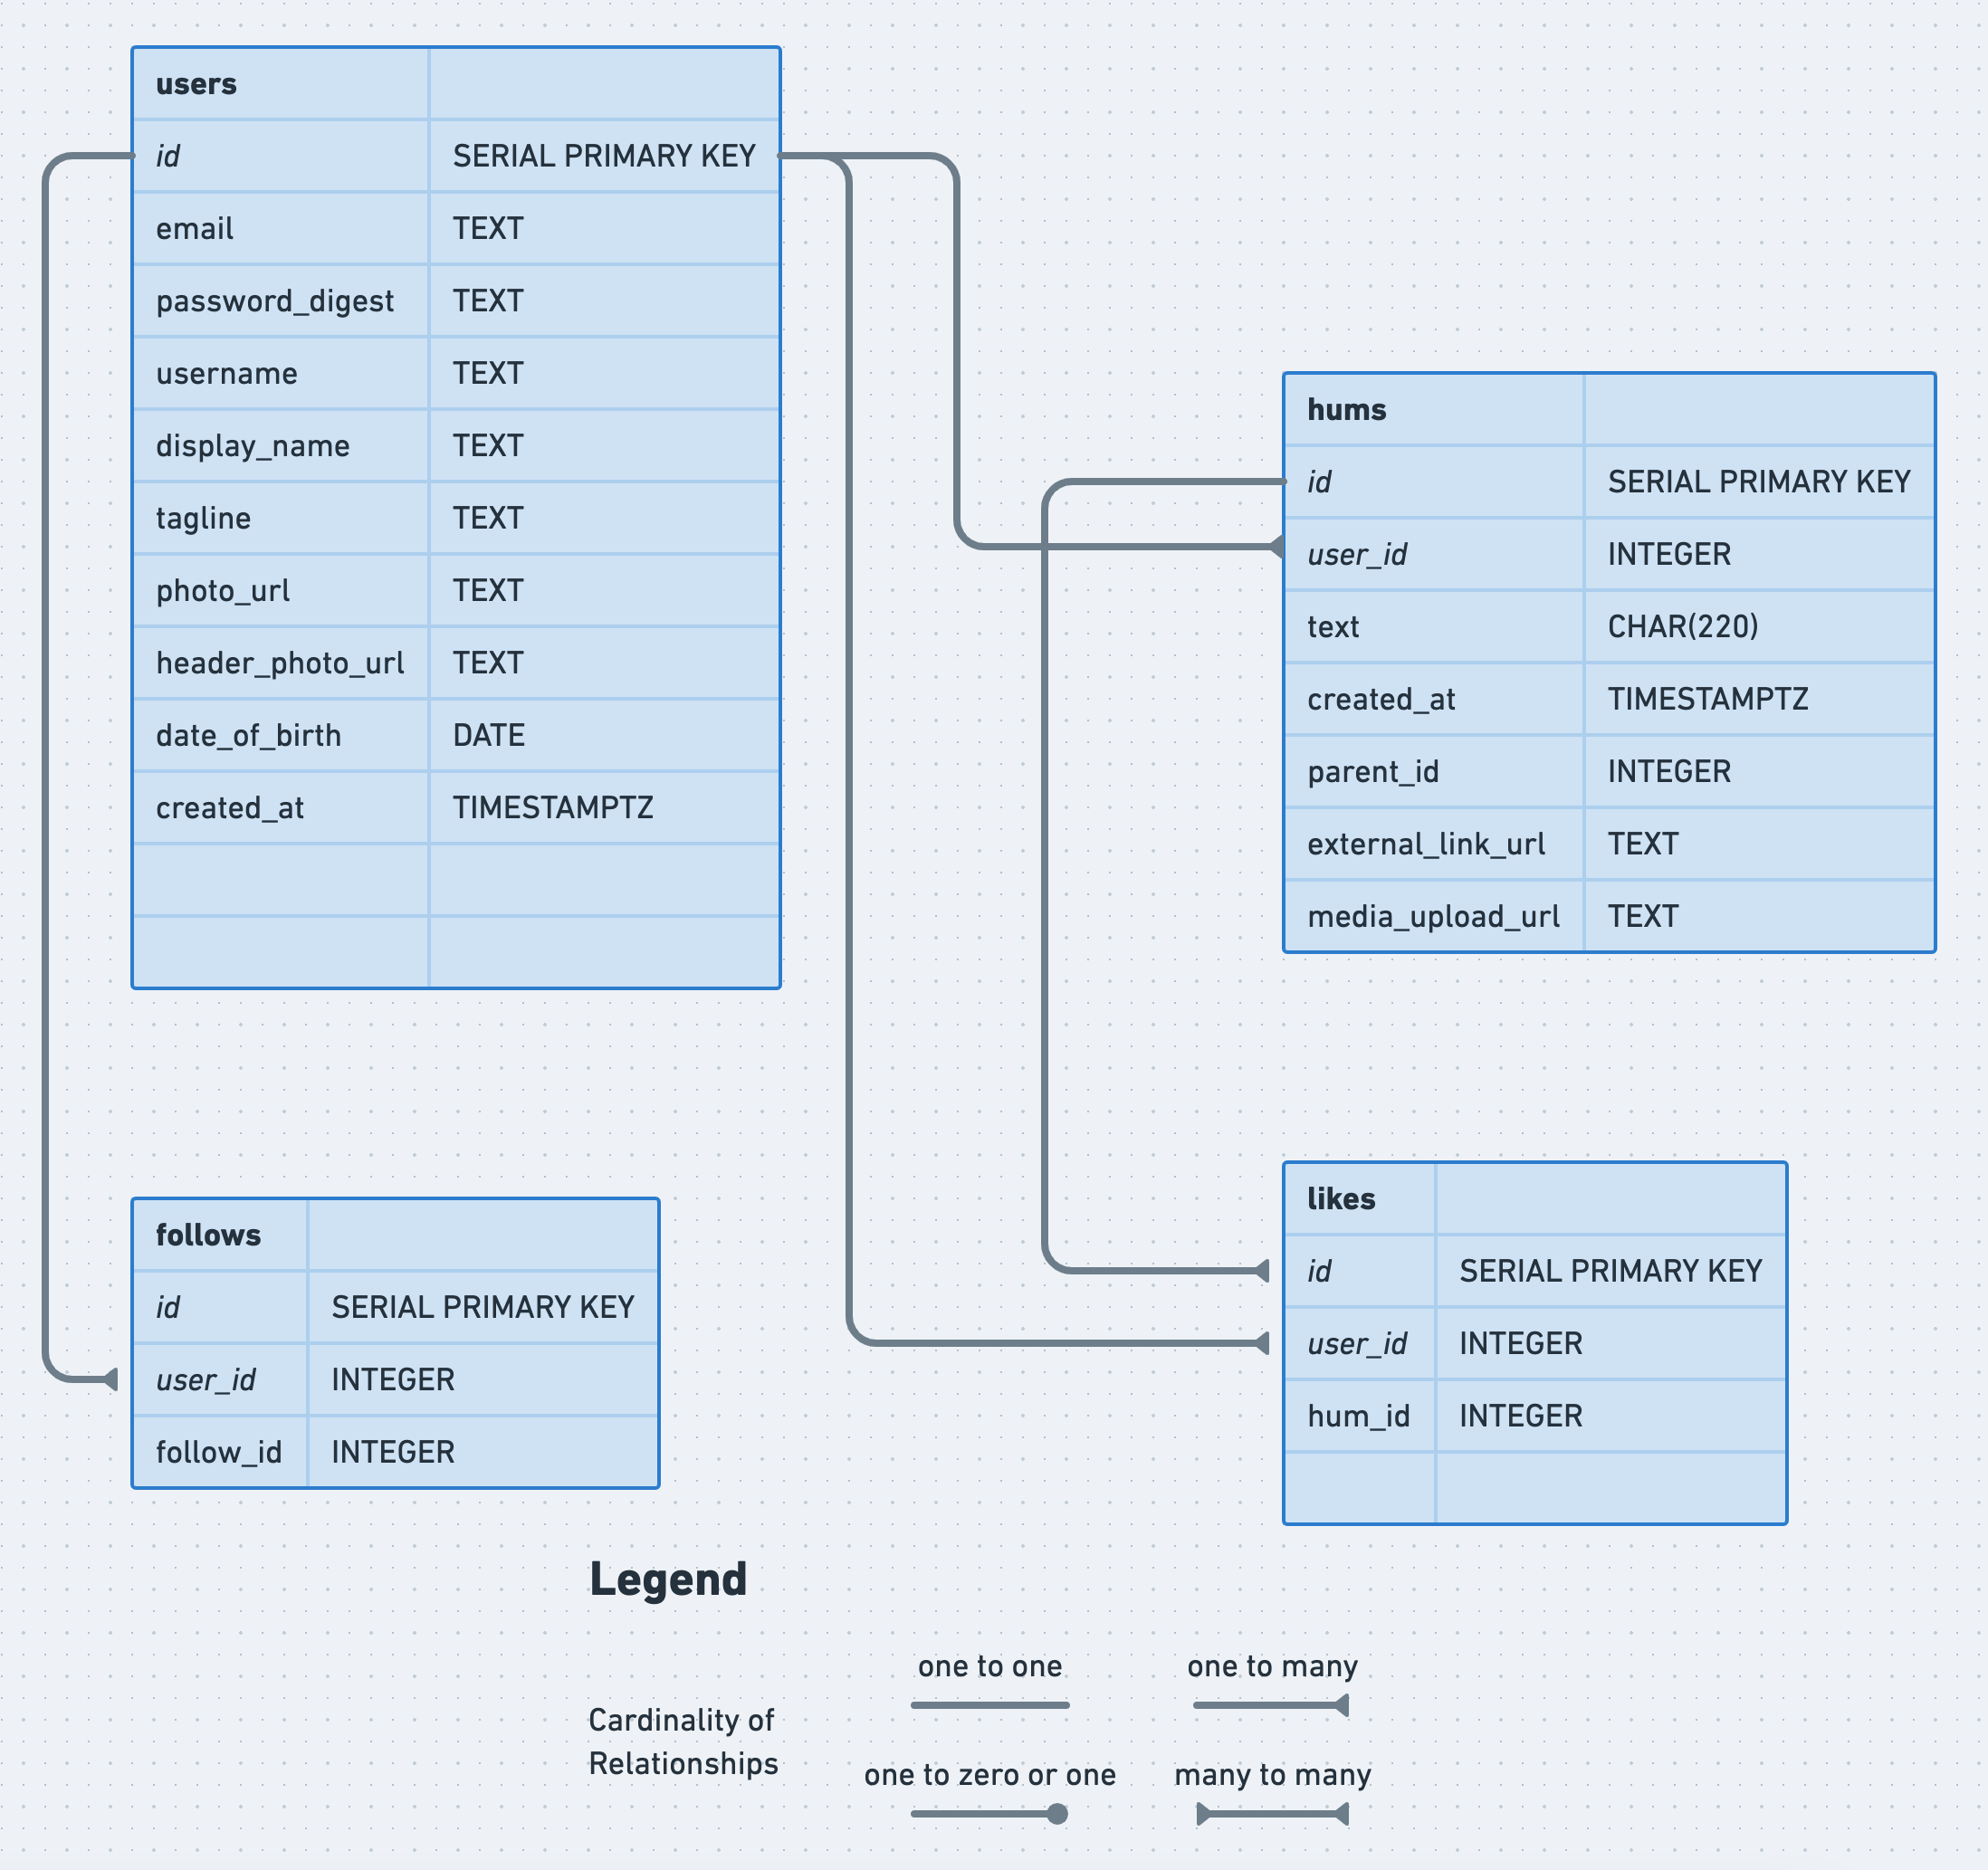 users
id SERIAL PRIMARY KEY
email TEXT
password_digest TEXT
username TEXT
display_name TEXT
tagline TEXT
photo_url TEXT
header_photo_url TEXT
date_of_birth DATE
created_at TIMESTAMPTZ
hums
id SERIAL PRIMARY KEY
user_id INTEGER
text CHAR(220)
created_at TIMESTAMPTZ
parent_id INTEGER
external_link_url TEXT
media_upload_url TEXT
follows
id SERIAL PRIMARY KEY
user_id INTEGER
follow_id INTEGER
likes
id SERIAL PRIMARY KEY
user_id INTEGER
hum_id INTEGER
Legend
Cardinality of
Relationships
one to one
one to many
one to zero or one
many to many